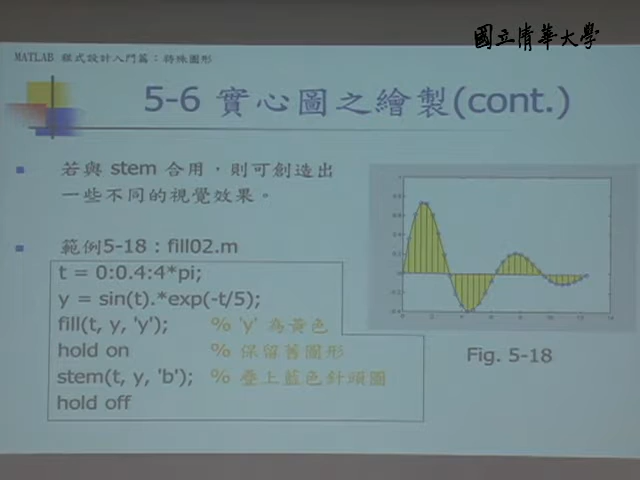 國立清華大學
MATLAB 程式設計入門篇：特殊圖形
5-6 實心圖之繪製(cont.)
若與 stem 合用，則可創造出
一些不同的視覺效果。
範例5-18：fill02.m
t = 0:0.4:4*pi;
y = sin(t).*exp(-t/5);
fill(t, y, 'y'); % 'y' 為黃色
hold on % 保留舊圖形
stem(t, y, 'b'); % 疊上藍色針頭圖
hold off
Fig. 5-18